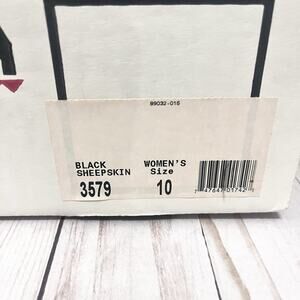 89032-016
BLACK WOMEN'S
SHEEPSKIN Size
3579 10